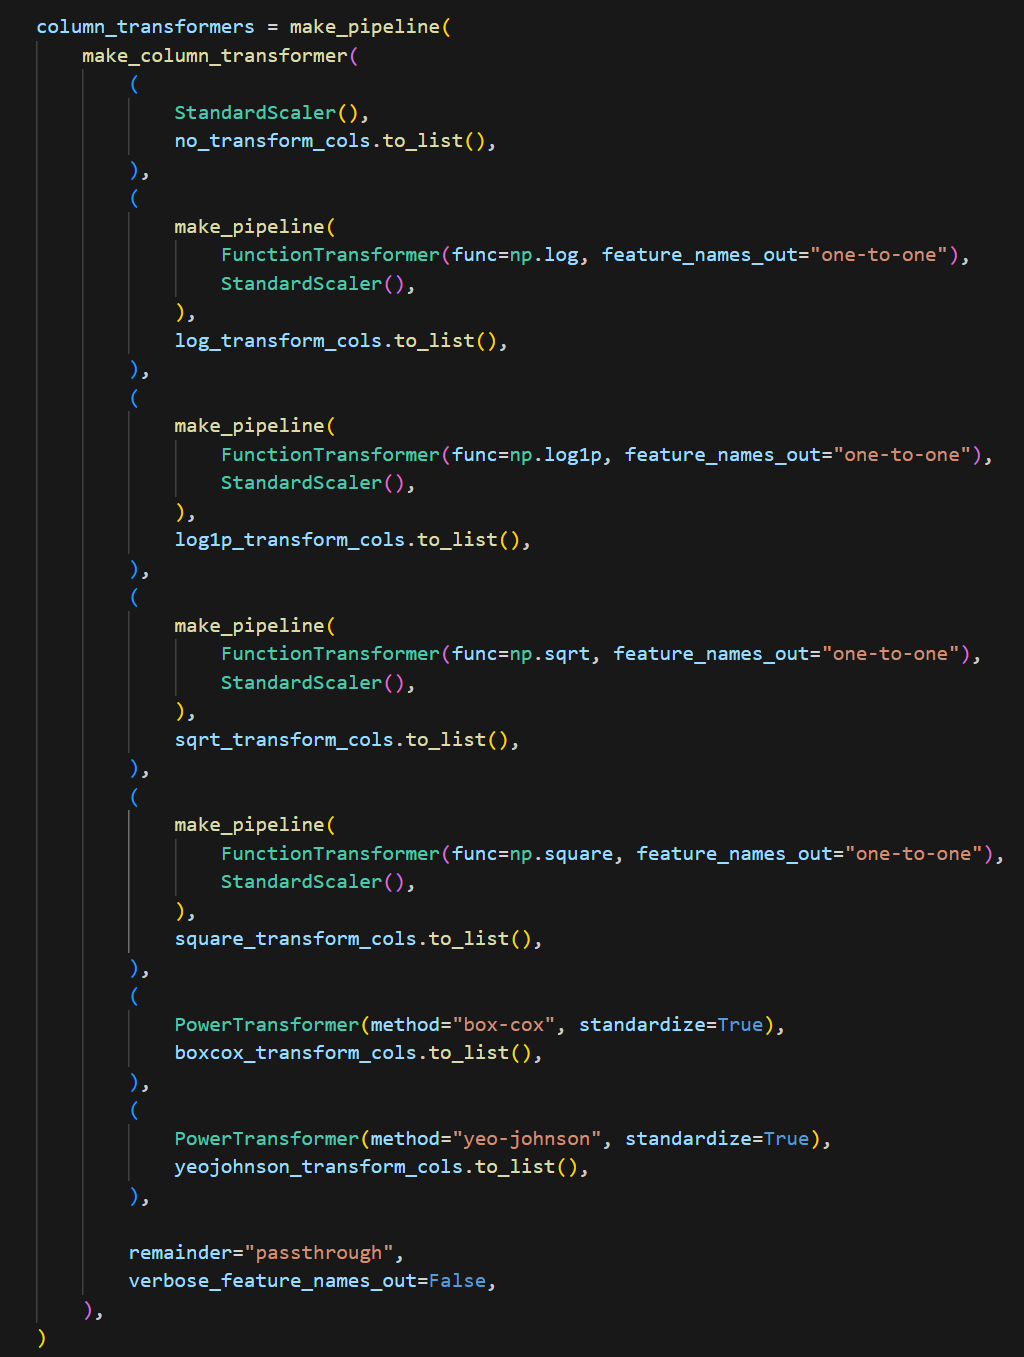 column_transformers = make_pipeline(
    make_column_transformer(
        (
            StandardScaler(),
            no_transform_cols.to_list(),
        ),
        (
            make_pipeline(
                FunctionTransformer(func=np.log, feature_names_out="one-to-one"),
                StandardScaler(),
            ),
            log_transform_cols.to_list(),
        ),
        (
            make_pipeline(
                FunctionTransformer(func=np.log1p, feature_names_out="one-to-one"),
                StandardScaler(),
            ),
            log1p_transform_cols.to_list(),
        ),
        (
            make_pipeline(
                FunctionTransformer(func=np.sqrt, feature_names_out="one-to-one"),
                StandardScaler(),
            ),
            sqrt_transform_cols.to_list(),
        ),
        (
            make_pipeline(
                FunctionTransformer(func=np.square, feature_names_out="one-to-one"),
                StandardScaler(),
            ),
            square_transform_cols.to_list(),
        ),
        (
            PowerTransformer(method="box-cox", standardize=True),
            boxcox_transform_cols.to_list(),
        ),
        (
            PowerTransformer(method="yeo-johnson", standardize=True),
            yeojohnson_transform_cols.to_list(),
        ),

        remainder="passthrough",
        verbose_feature_names_out=False,
    ),
)